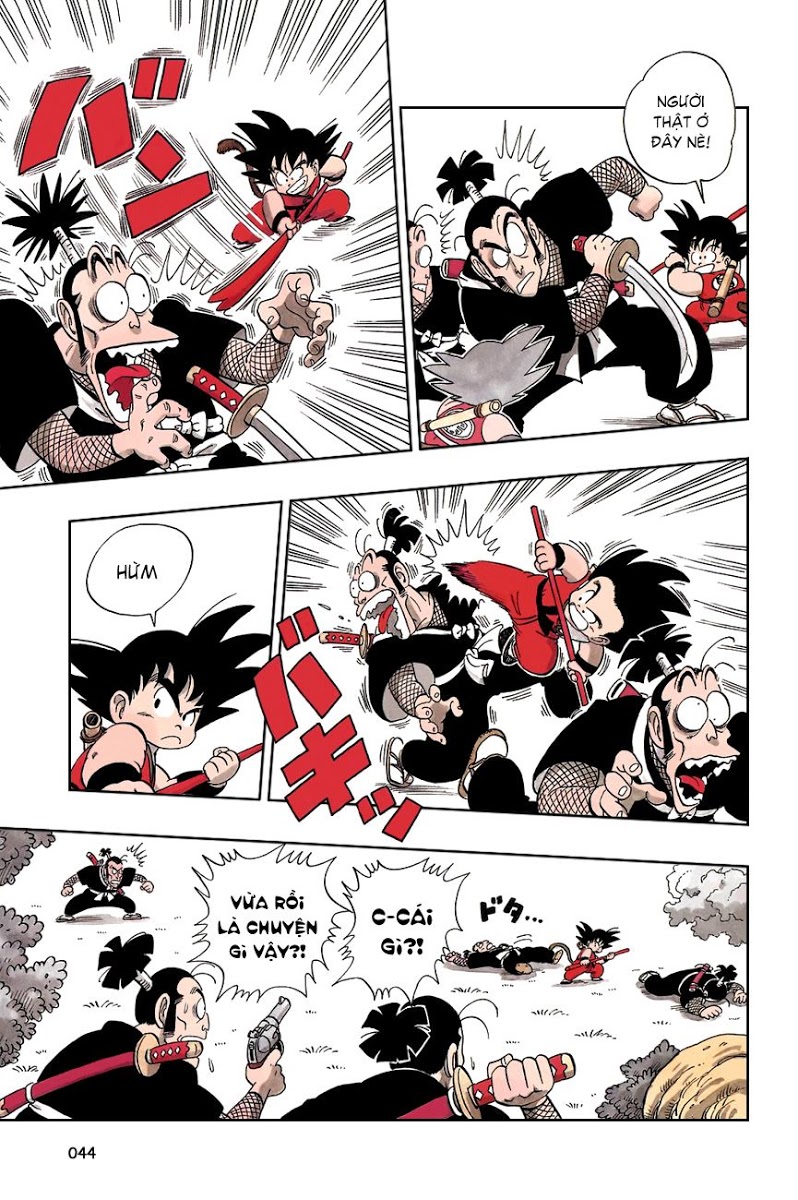 NGƯỜI
THẬT Ở
ĐÂY NÈ!
バン
バキッ
HỪM
C-CÁI
GÌ?!
VỪA RỒI
LÀ CHUYỆN
GÌ VẬY?!
ドタ...
044